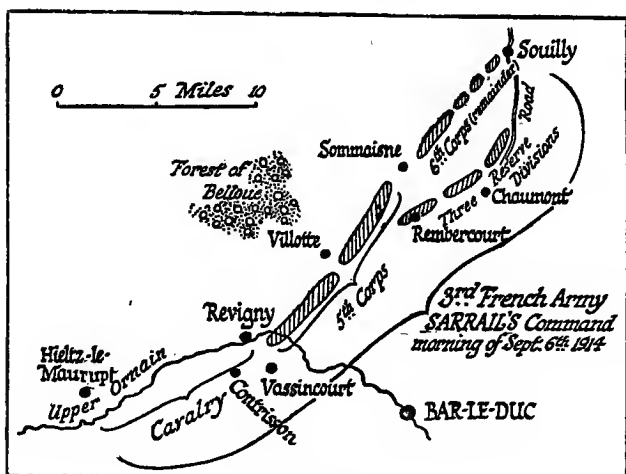 Souilly
0 5 10
Miles
6th Corps (remainder)
Road
Sommaisne
Three Reserve
Divisions
Forest of
Belloue
Chaumont
Rembercourt
Villotte
5th Corps
3rd French Army
SARRAIL'S Command
morning of Sept. 6th 1914
Revigny
Hieltz-le-
Maurupt
Upper Ornain
Vassincourt
Cavalry
Contrisson
BAR-LE-DUC